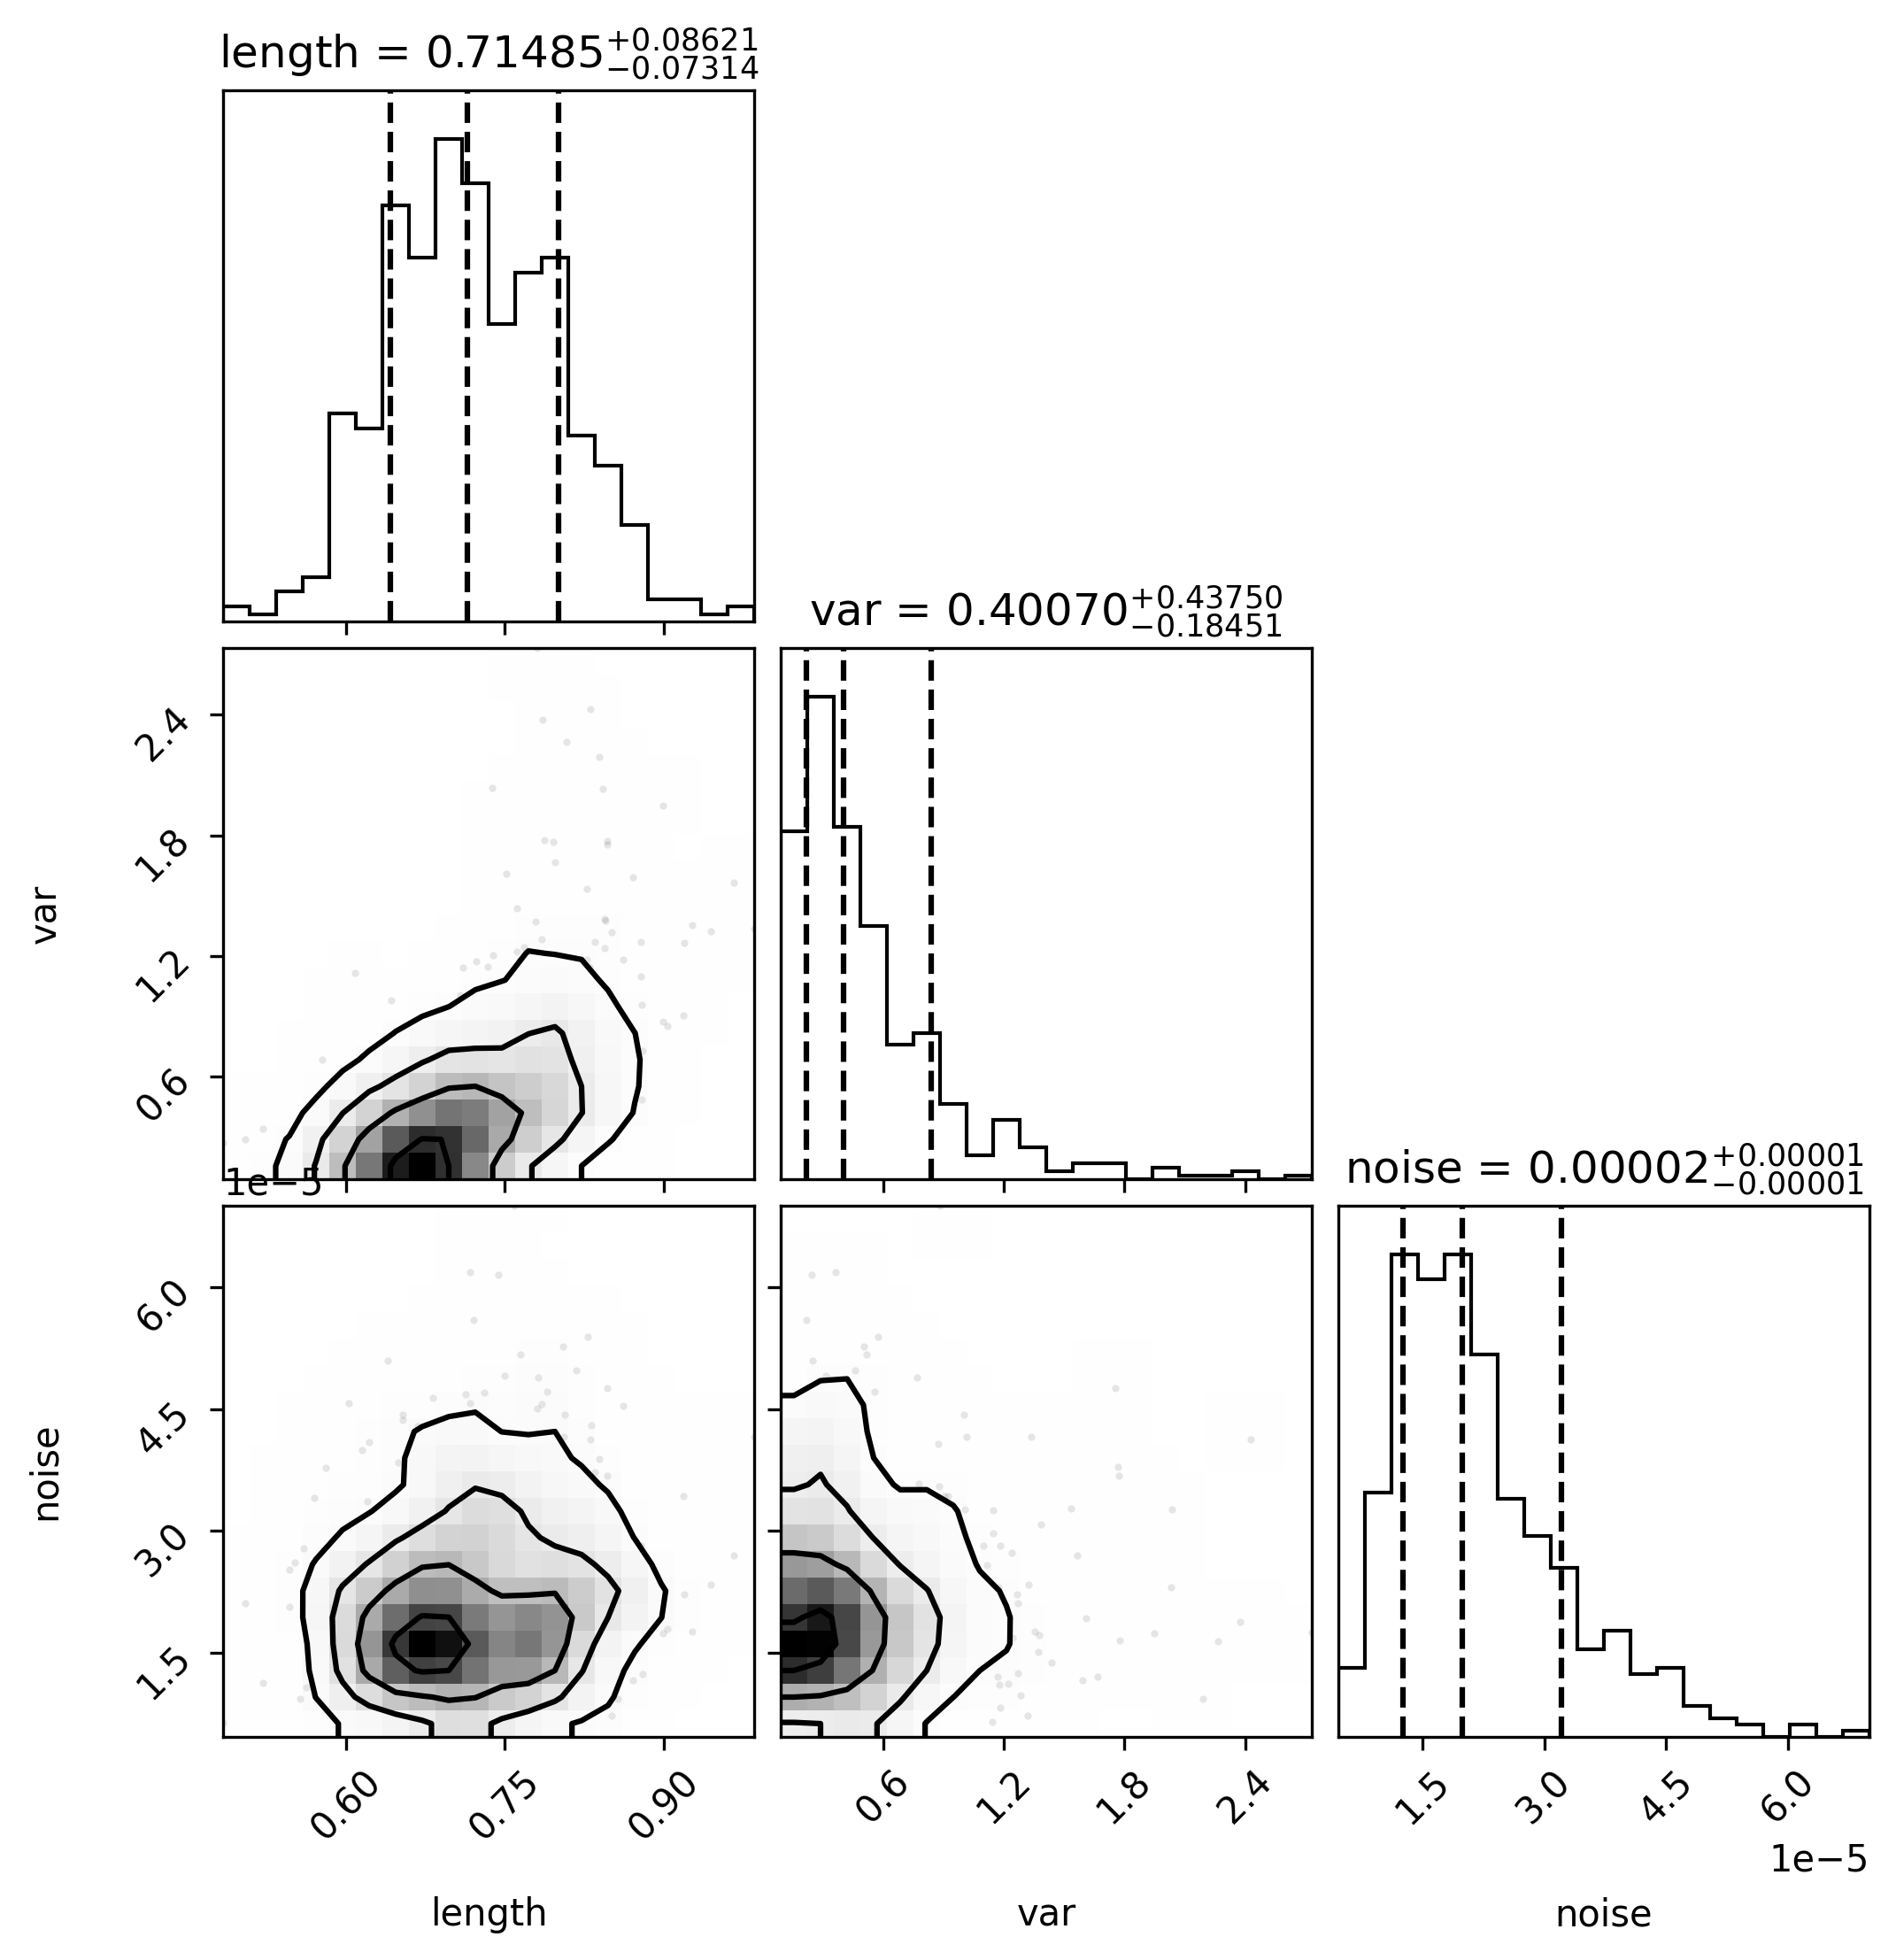 length = 0.71485 +0.08621 −0.07314
var = 0.40070 +0.43750 −0.18451
2.4
1.8
1.2
0.6
var
1e−5
noise = 0.00002 +0.00001 −0.00001
6.0
4.5
3.0
1.5
noise
0.60 0.75 0.90 0.6 1.2 1.8 2.4 1.5 3.0 4.5 6.0
1e−5
length var noise